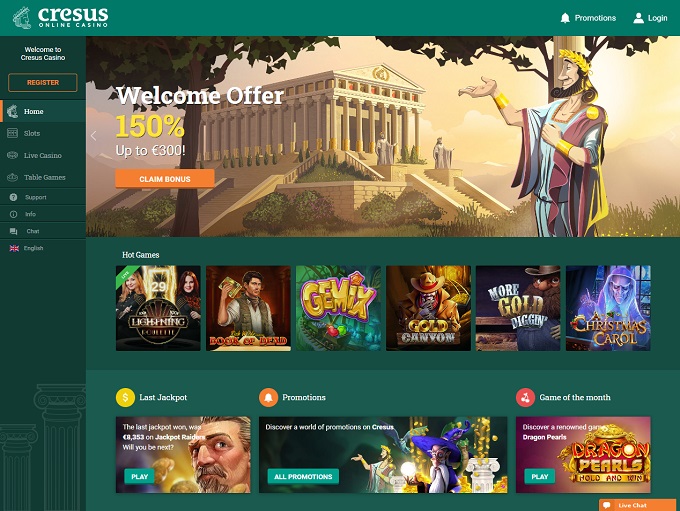 cresus
ONLINE CASINO
Promotions
Login
Welcome to
Cresus Casino
REGISTER
Home
Slots
Live Casino
Table Games
Support
Info
Chat
English
Welcome Offer
150%
Up to €300!
CLAIM BONUS
Hot Games
LIVE
29
LIGHTNING
ROULETTE
BOOK OF DEAD
GEMiX
GOLD
CANYON
MORE
GOLD
DIGGIN'
A
CHRISTMAS
CAROL
Last Jackpot
The last jackpot won, was
€8,353 on Jackpot Raiders
Will you be next?
PLAY
Promotions
Discover a world of promotions on Cresus
ALL PROMOTIONS
Game of the month
Discover a renowned game
Dragon Pearls
DRAGON
PEARLS
HOLD AND WIN
PLAY
Live Chat